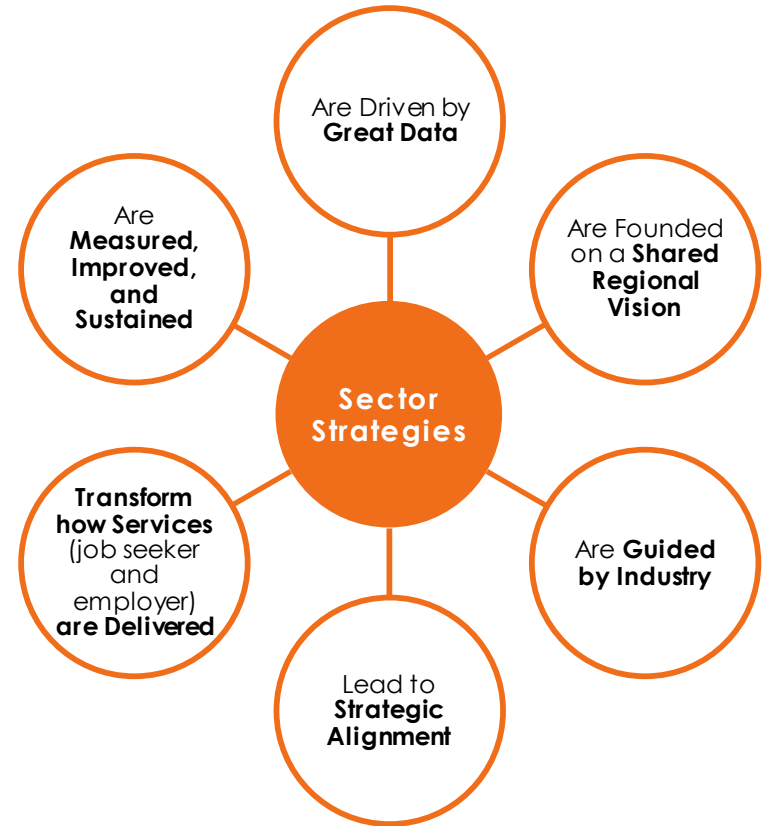 Are Driven by
Great Data
Are Founded
on a Shared
Regional
Vision
Are Guided
by Industry
Lead to
Strategic
Alignment
Transform
how Services
(job seeker
and
employer)
are Delivered
Are
Measured,
Improved,
and
Sustained
Sector
Strategies